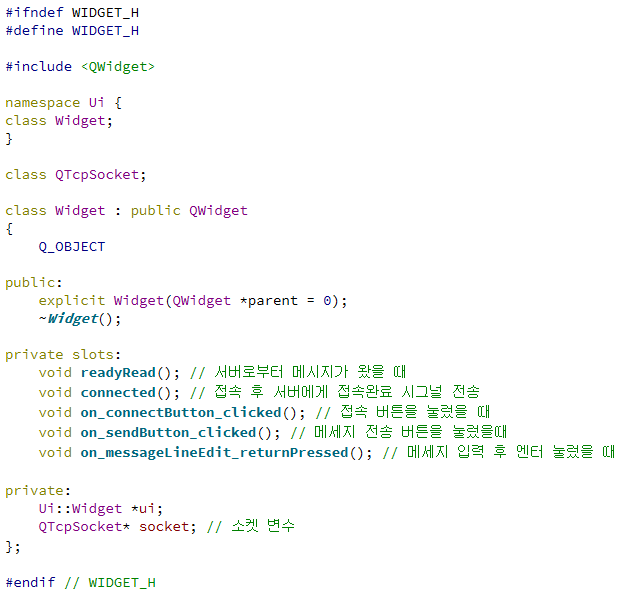 #ifndef WIDGET_H
#define WIDGET_H
#include <QWidget>
namespace Ui {
class Widget;
}
class QTcpSocket;
class Widget : public QWidget
{
    Q_OBJECT
public:
    explicit Widget(QWidget *parent = 0);
    ~Widget();
private slots:
    void readyRead(); // 서버로부터 메시지가 왔을 때
    void connected(); // 접속 후 서버에게 접속완료 시그널 전송
    void on_connectButton_clicked(); // 접속 버튼을 눌렀을 때
    void on_sendButton_clicked(); // 메세지 전송 버튼을 눌렀을때
    void on_messageLineEdit_returnPressed(); // 메세지 입력 후 엔터 눌렀을 때
private:
    Ui::Widget *ui;
    QTcpSocket* socket; // 소켓 변수
};
#endif // WIDGET_H